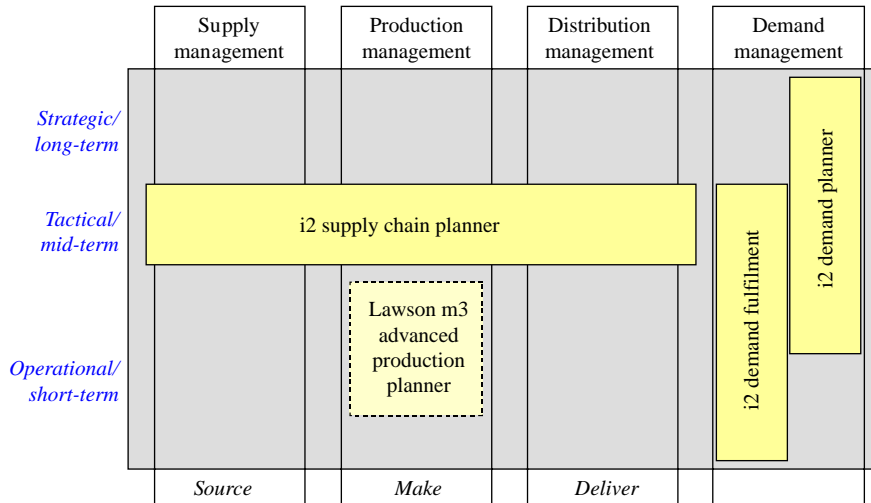 Supply
management
Production
management
Distribution
management
Demand
management
Strategic/
long-term
Tactical/
mid-term
Operational/
short-term
i2 supply chain planner
Lawson m3
advanced
production
planner
i2 demand fulfilment
i2 demand planner
Source
Make
Deliver